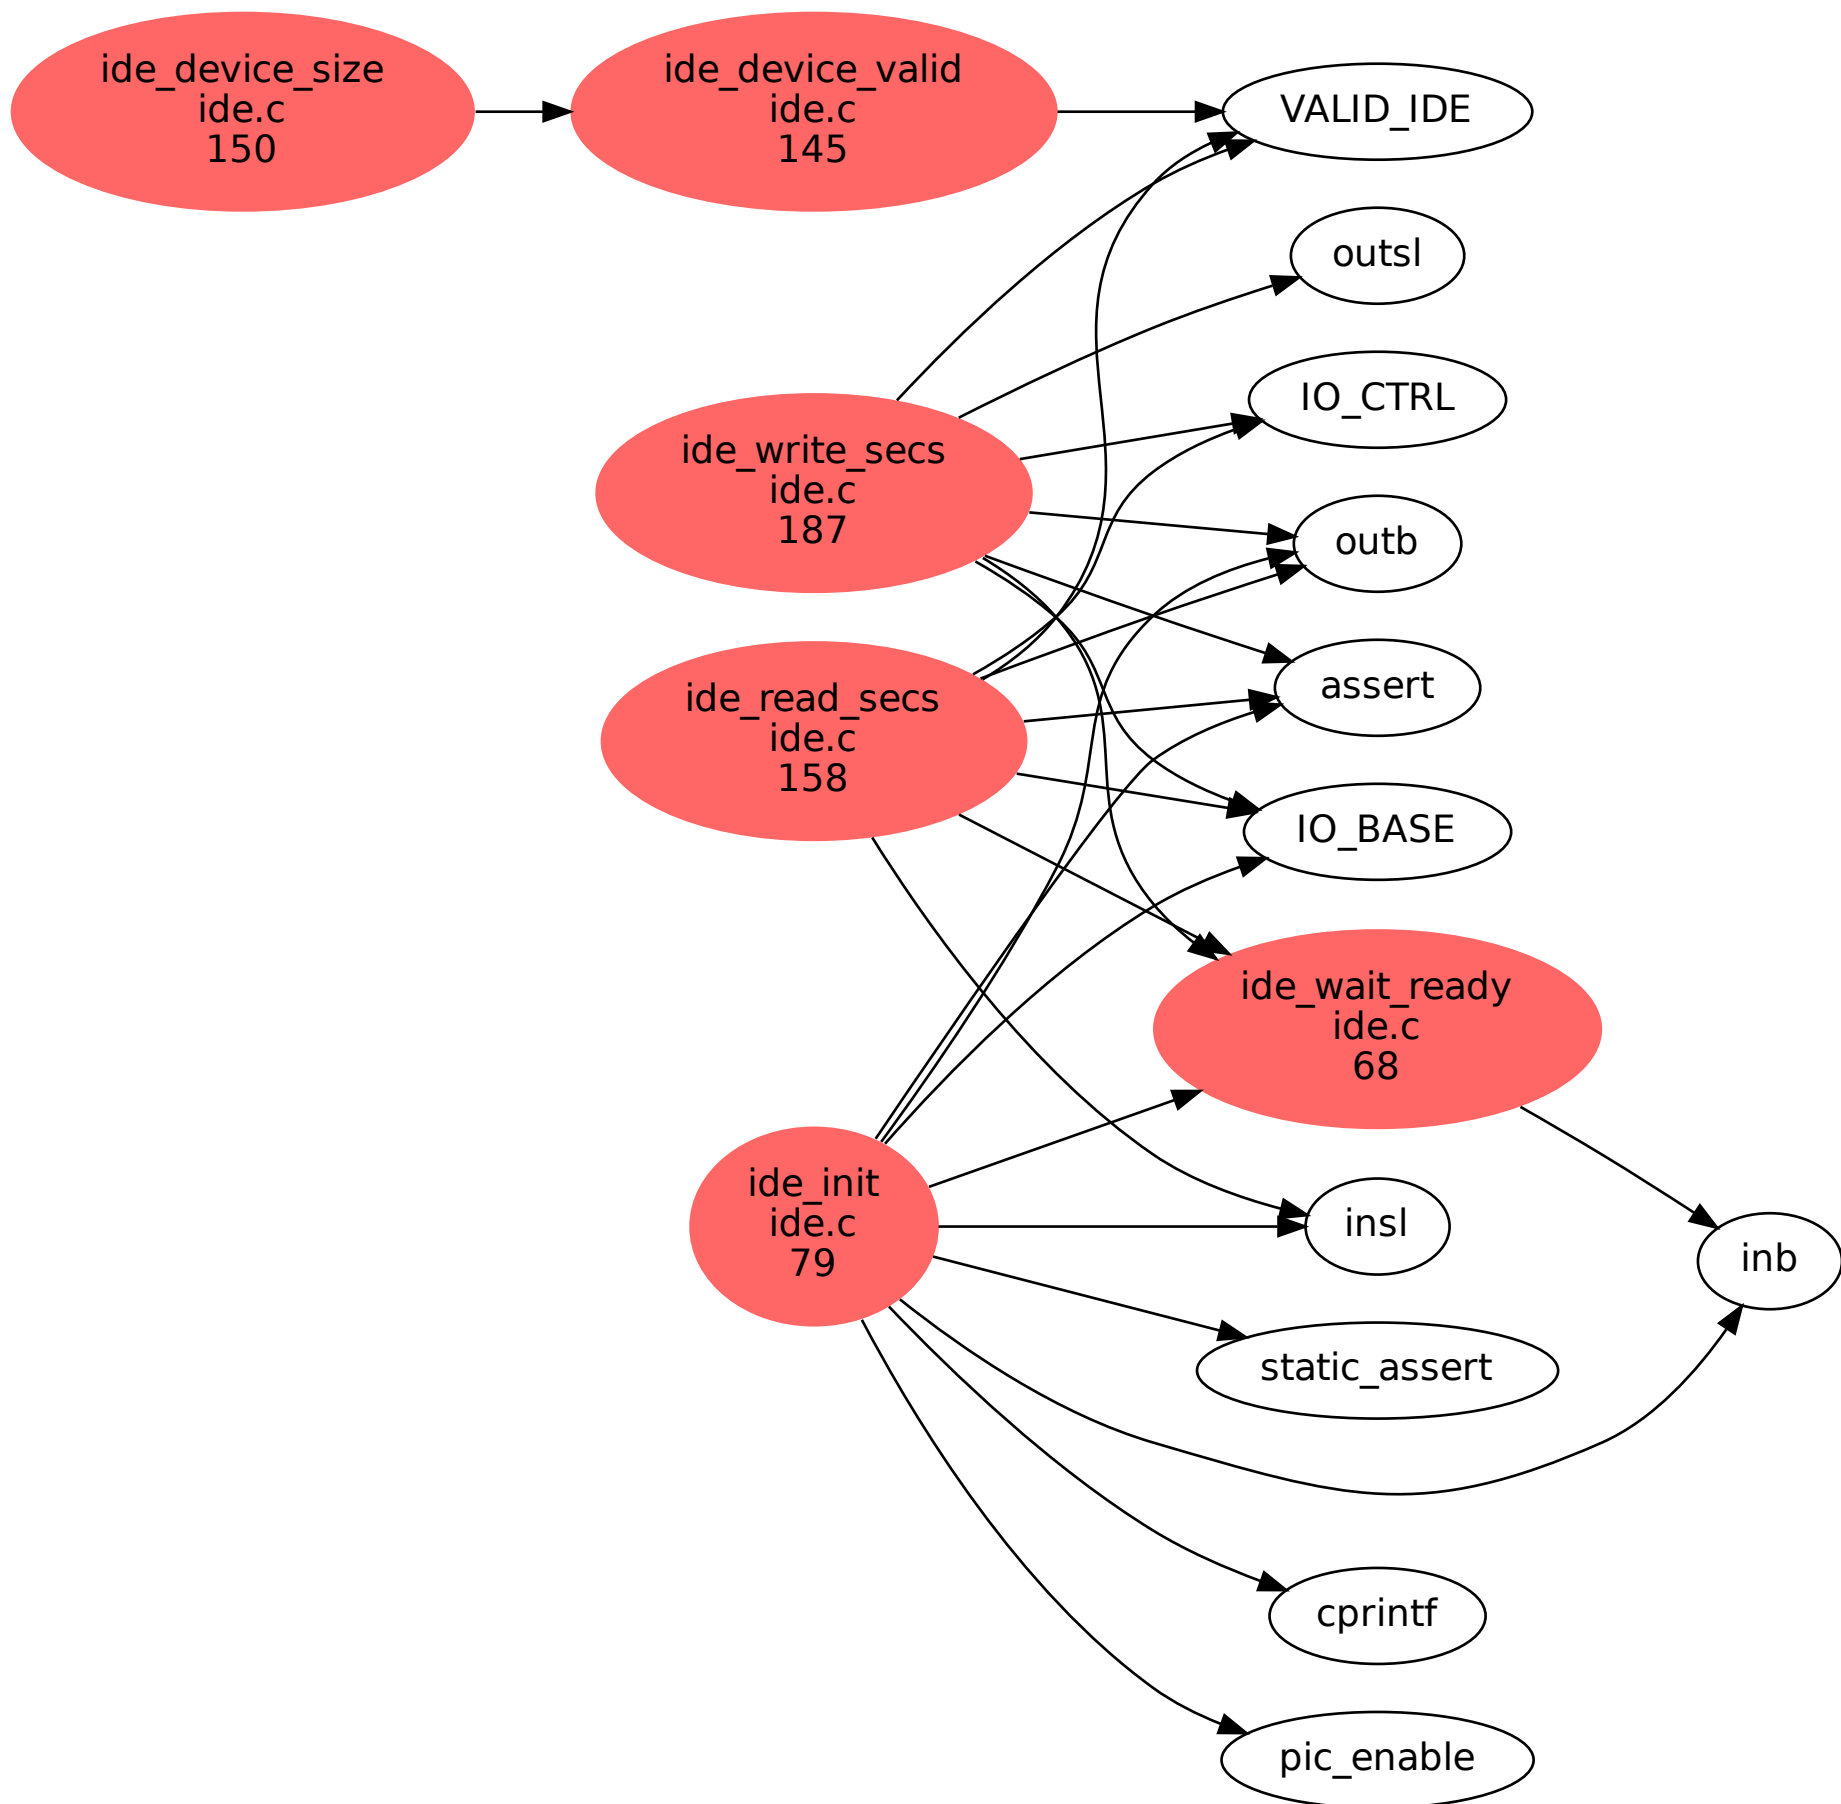 ide_device_size
ide.c
150
ide_device_valid
ide.c
145
VALID_IDE
outsl
IO_CTRL
ide_write_secs
ide.c
187
outb
assert
ide_read_secs
ide.c
158
IO_BASE
ide_wait_ready
ide.c
68
ide_init
ide.c
79
insl
inb
static_assert
cprintf
pic_enable